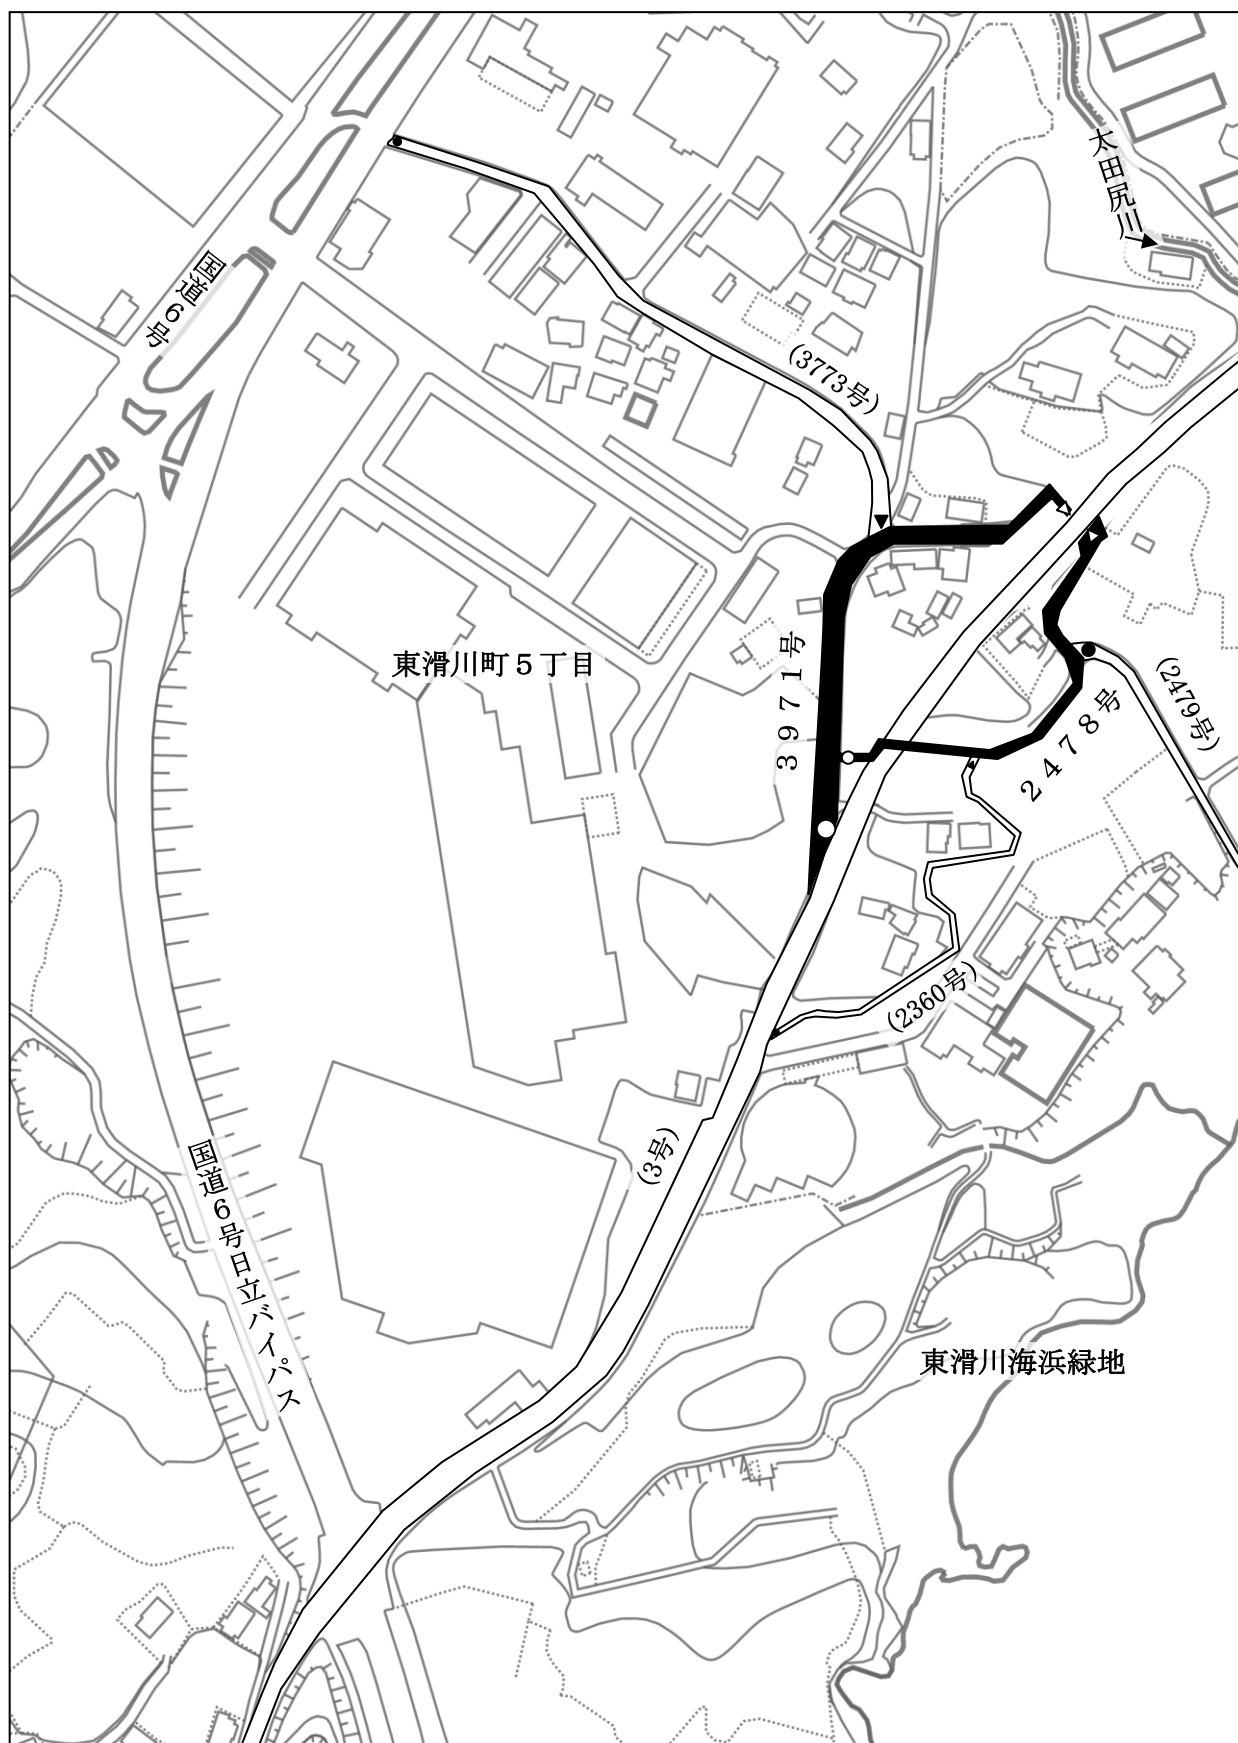 太田尻川
国道6号
(3773号)
3971号
東滑川町5丁目
(2479号)
2478号
(2360号)
(3号)
国道6号日立バイパス
東滑川海浜緑地